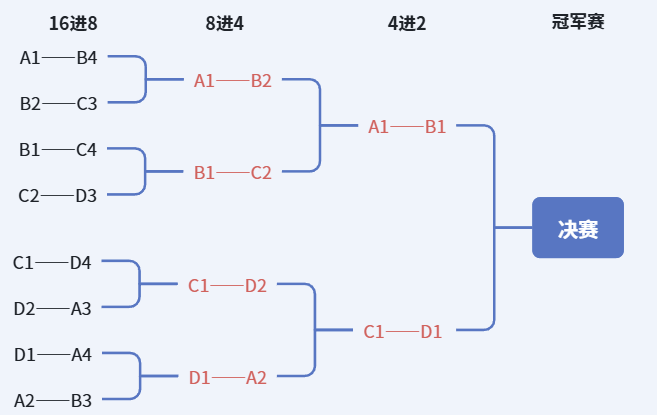 16进8
8进4
4进2
冠军赛
A1——B4
B2——C3
B1——C4
C2——D3
C1——D4
D2——A3
D1——A4
A2——B3
A1——B2
B1——C2
C1——D2
D1——A2
A1——B1
C1——D1
决赛